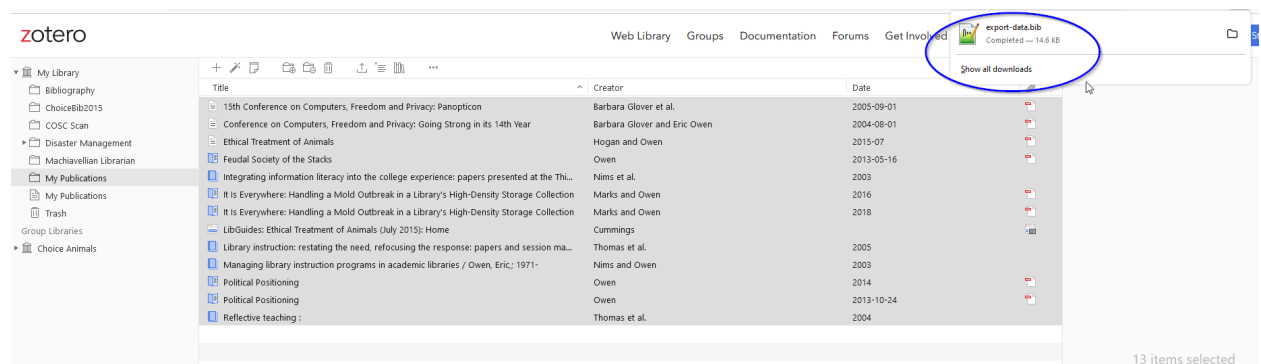 zotero
Web Library Groups Documentation Forums Get Involved
export-data.bib
Completed — 14.6 KB
Show all downloads
My Library
Bibliography
ChoiceBib2015
COSC Scan
Disaster Management
Machiavellian Librarian
My Publications
My Publications
Trash
Group Libraries
Choice Animals
Title Creator Date
15th Conference on Computers, Freedom and Privacy: Panopticon Barbara Glover et al. 2005-09-01
Conference on Computers, Freedom and Privacy: Going Strong in its 14th Year Barbara Glover and Eric Owen 2004-08-01
Ethical Treatment of Animals Hogan and Owen 2015-07
Feudal Society of the Stacks Owen 2013-05-16
Integrating information literacy into the college experience: papers presented at the Thi... Nims et al. 2003
It Is Everywhere: Handling a Mold Outbreak in a Library's High-Density Storage Collection Marks and Owen 2016
It Is Everywhere: Handling a Mold Outbreak in a Library's High-Density Storage Collection Marks and Owen 2018
LibGuides: Ethical Treatment of Animals (July 2015): Home Cummings
Library instruction: restating the need, refocusing the response: papers and session ma... Thomas et al. 2005
Managing library instruction programs in academic libraries / Owen, Eric,; 1971- Nims and Owen 2003
Political Positioning Owen 2014
Political Positioning Owen 2013-10-24
Reflective teaching : Thomas et al. 2004
13 items selected